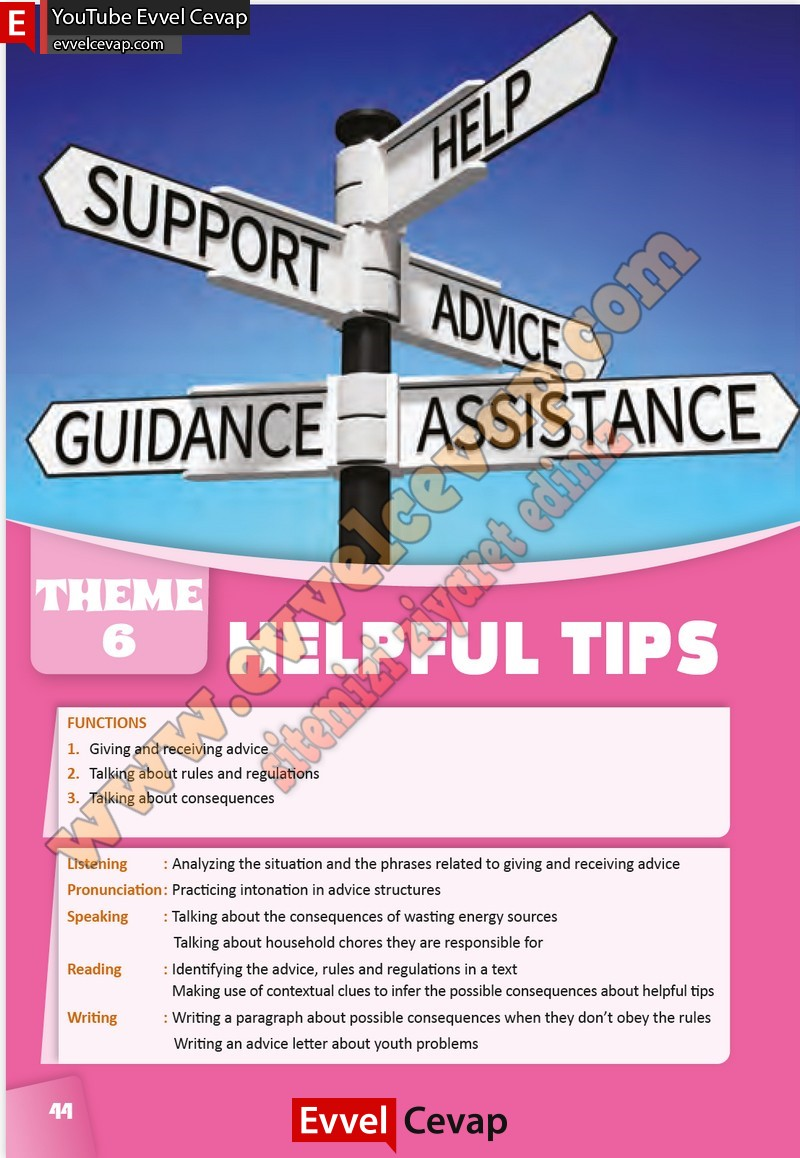 E
YouTube Evvel Cevap
evvelcevap.com
HELP
SUPPORT
ADVICE
GUIDANCE
ASSISTANCE
www.evvelcevap.com
sitemizi ziyaret ediniz
THEME
6
HELPFUL TIPS
FUNCTIONS
1. Giving and receiving advice
2. Talking about rules and regulations
3. Talking about consequences
Listening : Analyzing the situation and the phrases related to giving and receiving advice
Pronunciation : Practicing intonation in advice structures
Speaking : Talking about the consequences of wasting energy sources
Talking about household chores they are responsible for
Reading : Identifying the advice, rules and regulations in a text
Making use of contextual clues to infer the possible consequences about helpful tips
Writing : Writing a paragraph about possible consequences when they don't obey the rules
Writing an advice letter about youth problems
44
Evvel Cevap